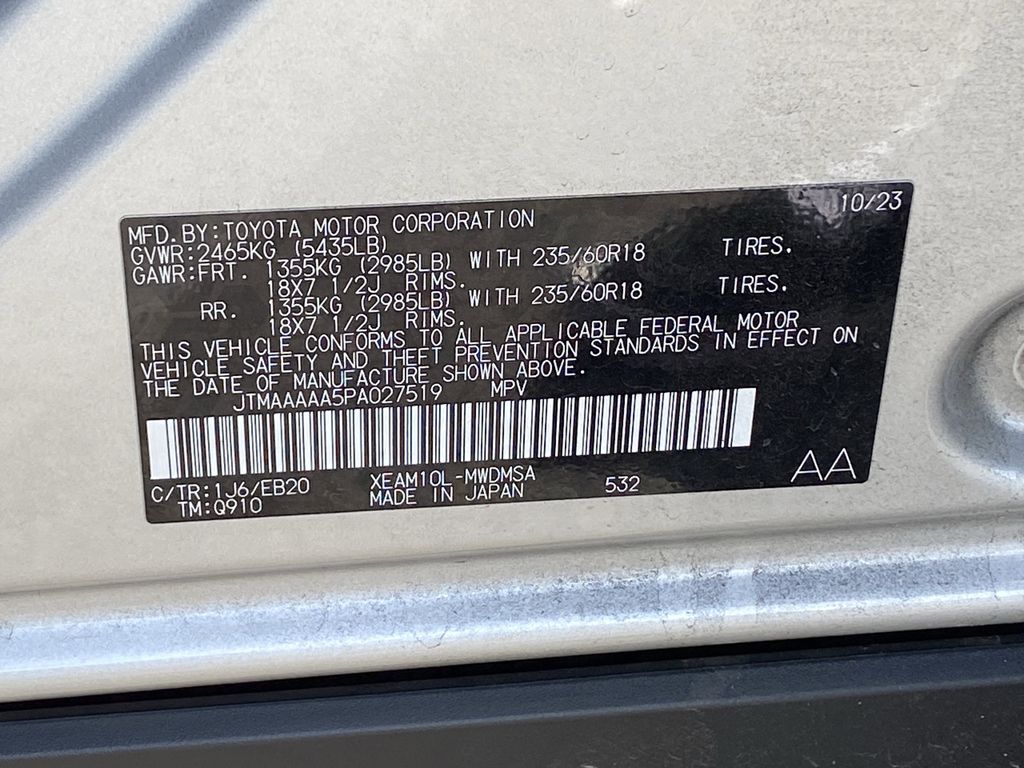 10/23
MFD.BY:TOYOTA MOTOR CORPORATION
GVWR:2465KG (5435LB)
GAWR:FRT. 1355KG (2985LB) WITH 235/60R18 TIRES.
18X7 1/2J RIMS.
RR. 1355KG (2985LB) WITH 235/60R18 TIRES.
18X7 1/2J RIMS.
THIS VEHICLE CONFORMS TO ALL APPLICABLE FEDERAL MOTOR
VEHICLE SAFETY AND THEFT PREVENTION STANDARDS IN EFFECT ON
THE DATE OF MANUFACTURE SHOWN ABOVE.
JTMAAAAA5PA027519 MPV
C/TR:1J6/EB20 XEAM10L-MWDMSA 532 AA
TM:Q910 MADE IN JAPAN